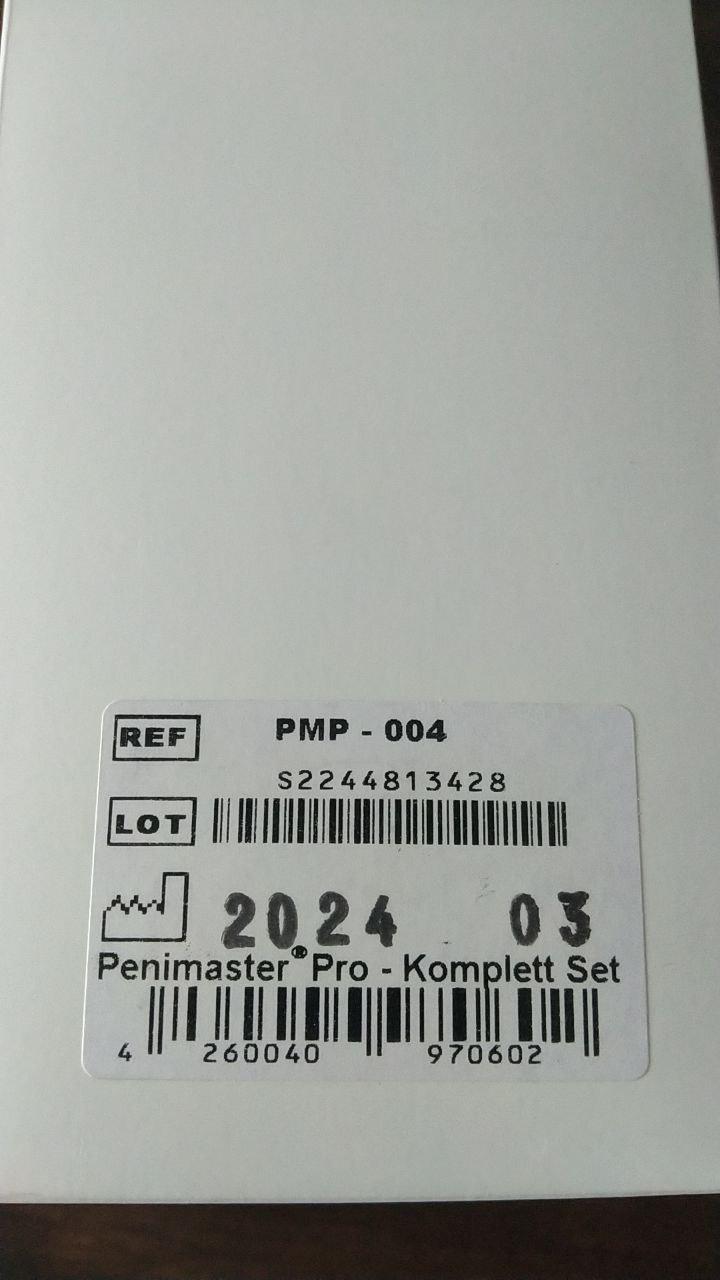 REF PMP - 004
S2244813428
LOT
2024 03
Penimaster® Pro - Komplett Set
4 260040 970602